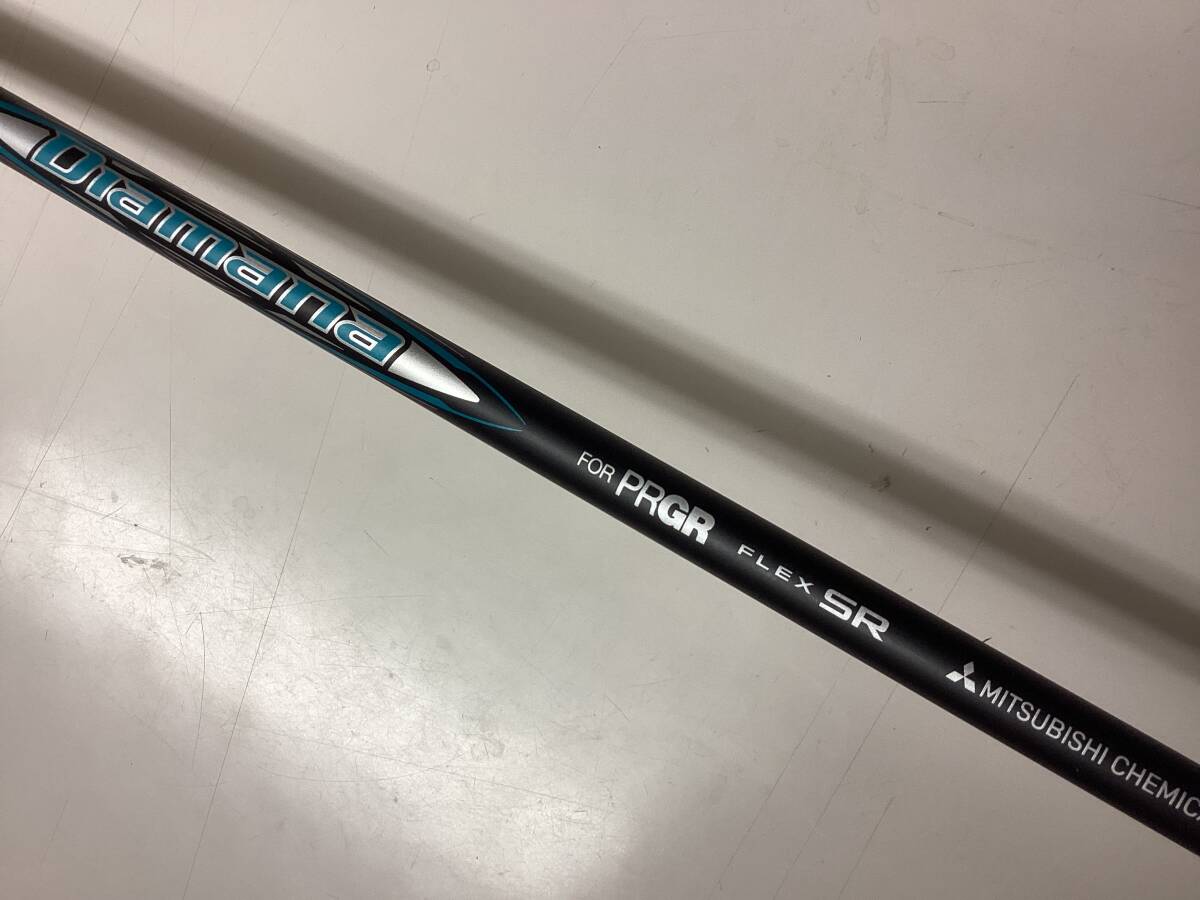 Diamana
FOR PRGR FLEX SR
MITSUBISHI CHEMICA